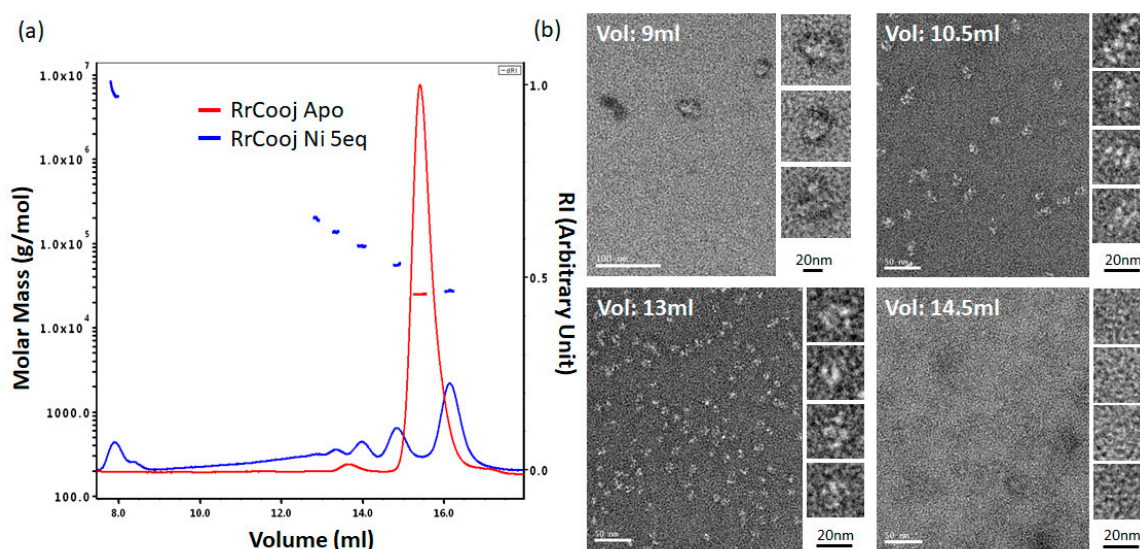 (a)
1.0x10⁷
1.0x10⁶
1.0x10⁵
1.0x10⁴
1000.0
100.0
Molar Mass (g/mol)
RrCooj Apo
RrCooj Ni 5eq
dRI
1.0
0.5
0.0
RI (Arbitrary Unit)
8.0 10.0 12.0 14.0 16.0
Volume (ml)
(b)
Vol: 9ml
100 nm
20nm
Vol: 10.5ml
50 nm
20nm
Vol: 13ml
50 nm
20nm
Vol: 14.5ml
50 nm
20nm